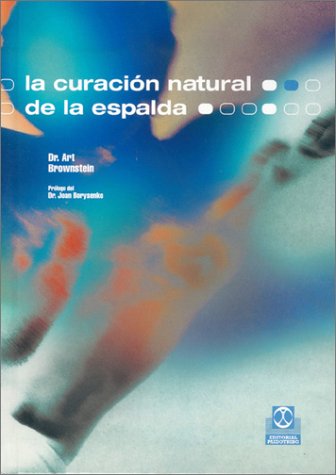 la curación natural
de la espalda
Dr. Art
Brownstein
Prólogo del
Dr. Joan Borysenko
EDITORIAL
PAIDOTRIBO